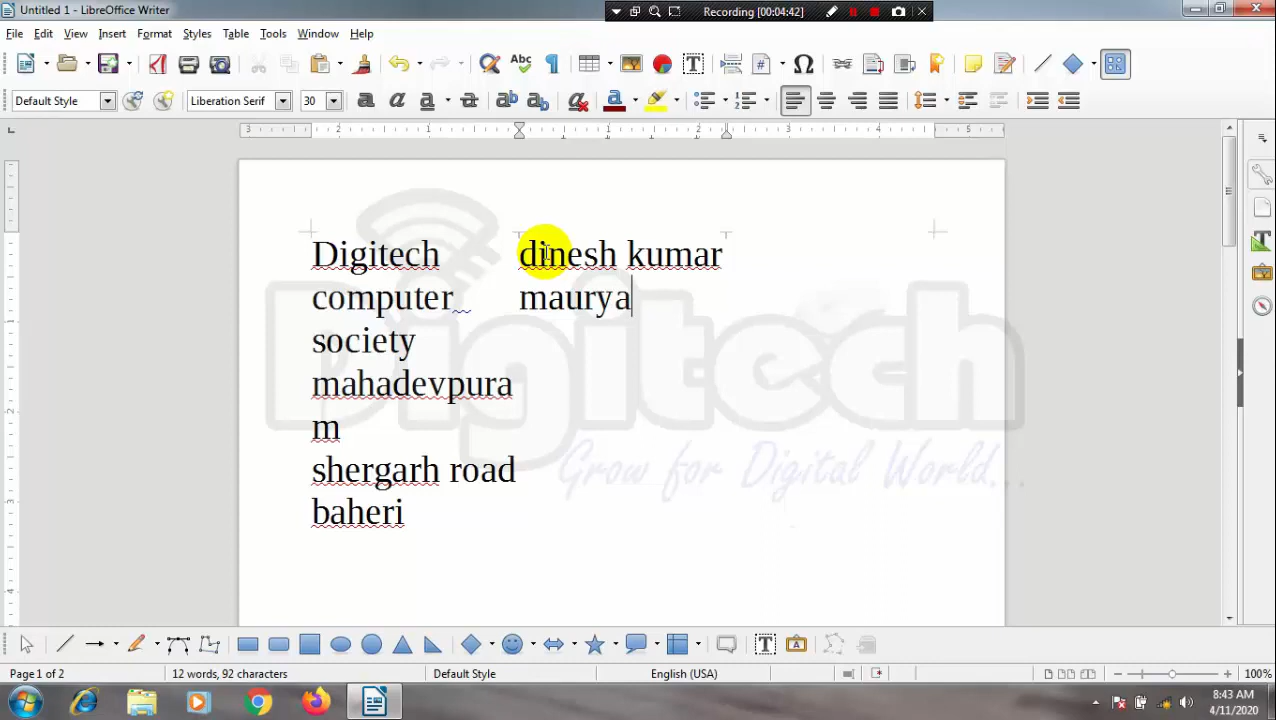 Untitled 1 - LibreOffice Writer
Recording [00:04:42]
File Edit View Insert Format Styles Table Tools Window Help
Default Style
Liberation Serif
30
Digitech
computer
society
mahadevpura
m
shergarh road
baheri
dinesh kumar
maurya
Digitech
Grow for Digital World...
Page 1 of 2
12 words, 92 characters
Default Style
English (USA)
100%
8:43 AM
4/11/2020